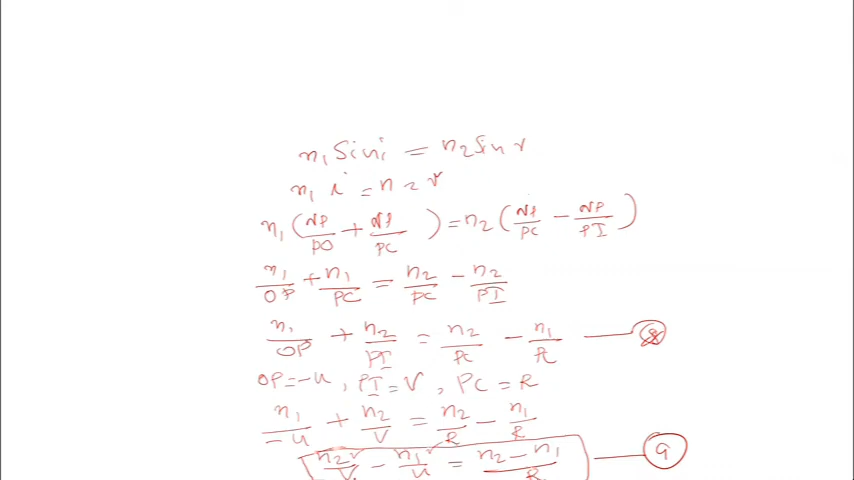 n₁ Sin i = n₂ Sin r
n₁ i = n₂ r
n₁ (NP/PO + NP/PC) = n₂ (NP/PC − NP/PI)
n₁/OP + n₁/PC = n₂/PC − n₂/PI
n₁/OP + n₂/PI = n₂/PC − n₁/PC
OP = −u, PI = V, PC = R
n₁/−u + n₂/V = n₂/R − n₁/R
n₂/V − n₁/u = n₂ − n₁/R — 9